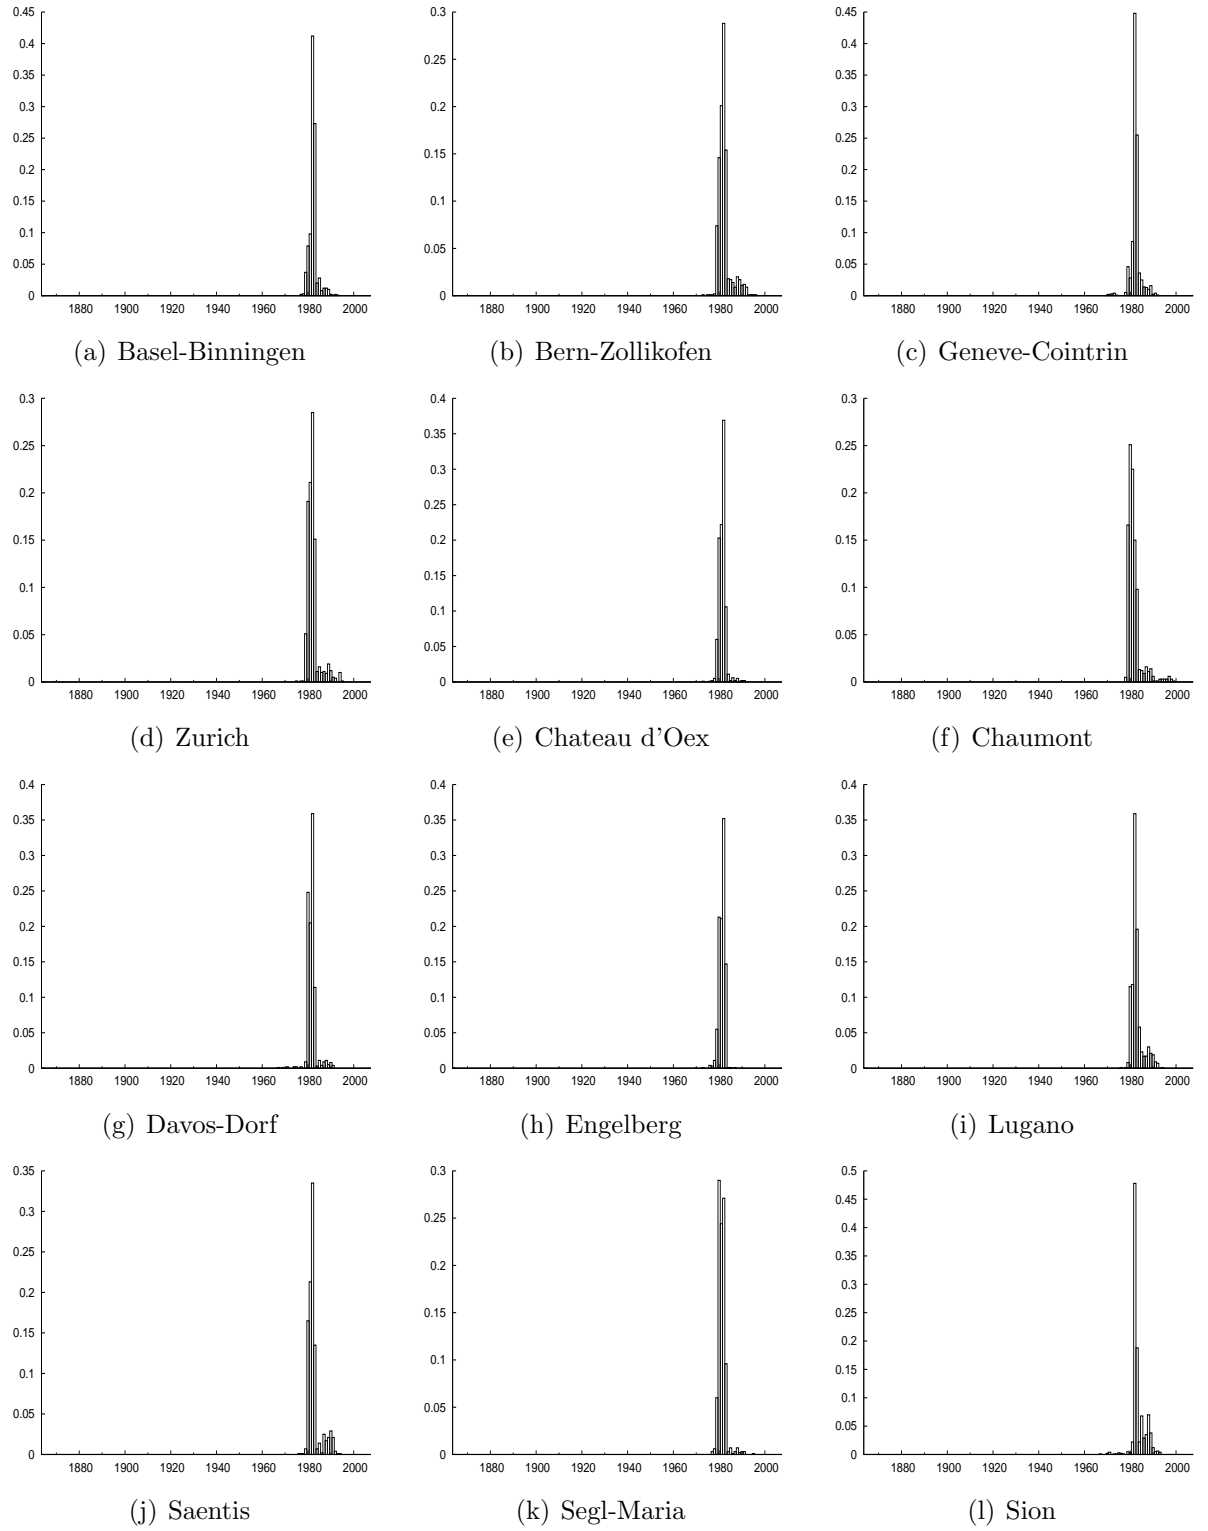 0.45 0.4 0.35 0.3 0.25 0.2 0.15 0.1 0.05 0
1880 1900 1920 1940 1960 1980 2000
(a) Basel-Binningen
0.3 0.25 0.2 0.15 0.1 0.05 0
1880 1900 1920 1940 1960 1980 2000
(b) Bern-Zollikofen
0.45 0.4 0.35 0.3 0.25 0.2 0.15 0.1 0.05 0
1880 1900 1920 1940 1960 1980 2000
(c) Geneve-Cointrin
0.3 0.25 0.2 0.15 0.1 0.05 0
1880 1900 1920 1940 1960 1980 2000
(d) Zurich
0.4 0.35 0.3 0.25 0.2 0.15 0.1 0.05 0
1880 1900 1920 1940 1960 1980 2000
(e) Chateau d'Oex
0.3 0.25 0.2 0.15 0.1 0.05 0
1880 1900 1920 1940 1960 1980 2000
(f) Chaumont
0.4 0.35 0.3 0.25 0.2 0.15 0.1 0.05 0
1880 1900 1920 1940 1960 1980 2000
(g) Davos-Dorf
0.4 0.35 0.3 0.25 0.2 0.15 0.1 0.05 0
1880 1900 1920 1940 1960 1980 2000
(h) Engelberg
0.4 0.35 0.3 0.25 0.2 0.15 0.1 0.05 0
1880 1900 1920 1940 1960 1980 2000
(i) Lugano
0.35 0.3 0.25 0.2 0.15 0.1 0.05 0
1880 1900 1920 1940 1960 1980 2000
(j) Saentis
0.3 0.25 0.2 0.15 0.1 0.05 0
1880 1900 1920 1940 1960 1980 2000
(k) Segl-Maria
0.5 0.45 0.4 0.35 0.3 0.25 0.2 0.15 0.1 0.05 0
1880 1900 1920 1940 1960 1980 2000
(l) Sion